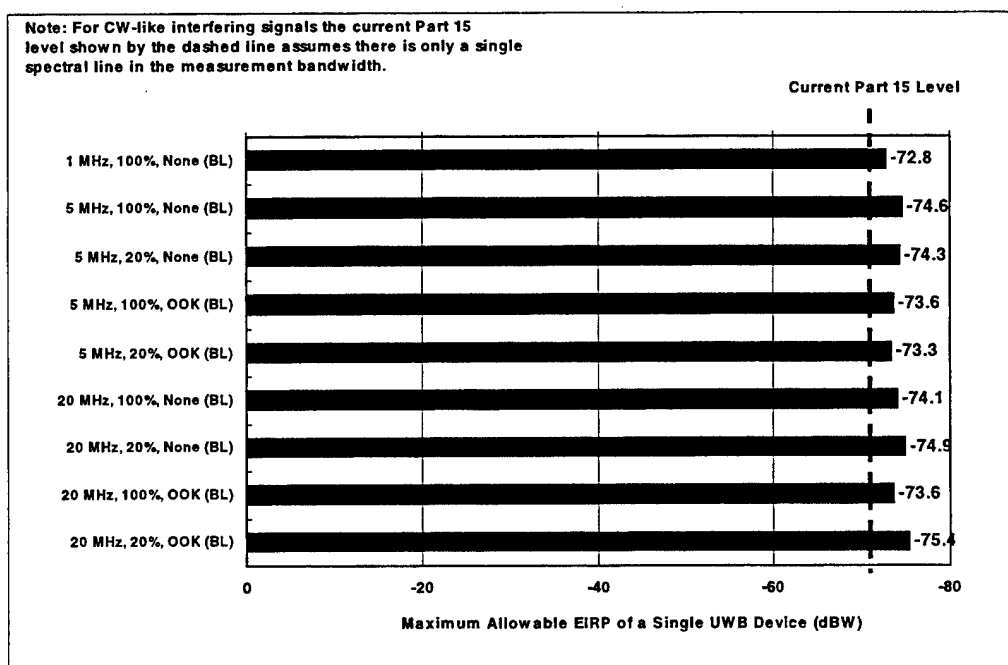 Note: For CW-like interfering signals the current Part 15
level shown by the dashed line assumes there is only a single
spectral line in the measurement bandwidth.
Current Part 15 Level
1 MHz, 100%, None (BL)
-72.8
5 MHz, 100%, None (BL)
-74.6
5 MHz, 20%, None (BL)
-74.3
5 MHz, 100%, OOK (BL)
-73.6
5 MHz, 20%, OOK (BL)
-73.3
20 MHz, 100%, None (BL)
-74.1
20 MHz, 20%, None (BL)
-74.9
20 MHz, 100%, OOK (BL)
-73.6
20 MHz, 20%, OOK (BL)
-75.4
0 -20 -40 -60 -80
Maximum Allowable EIRP of a Single UWB Device (dBW)